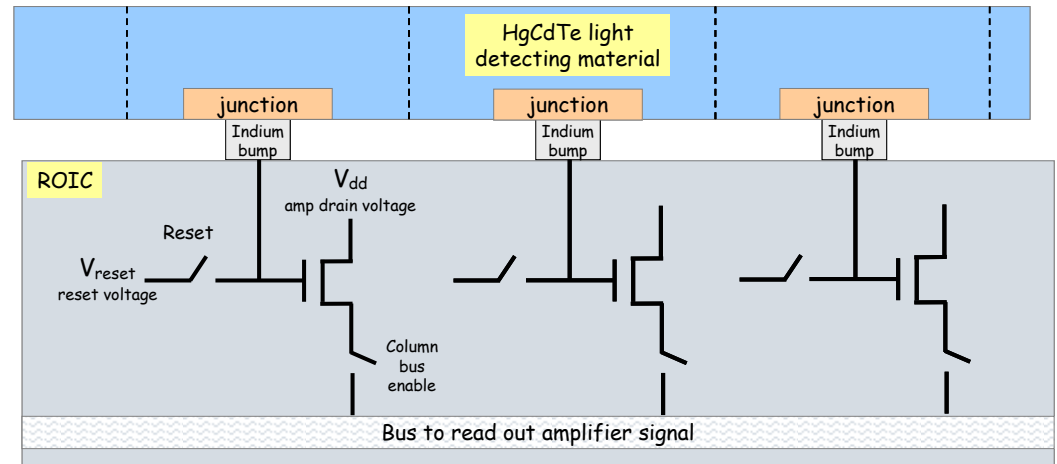 HgCdTe light
detecting material
junction
junction
junction
Indium
bump
Indium
bump
Indium
bump
ROIC
Vdd
amp drain voltage
Reset
Vreset
reset voltage
Column
bus
enable
Bus to read out amplifier signal